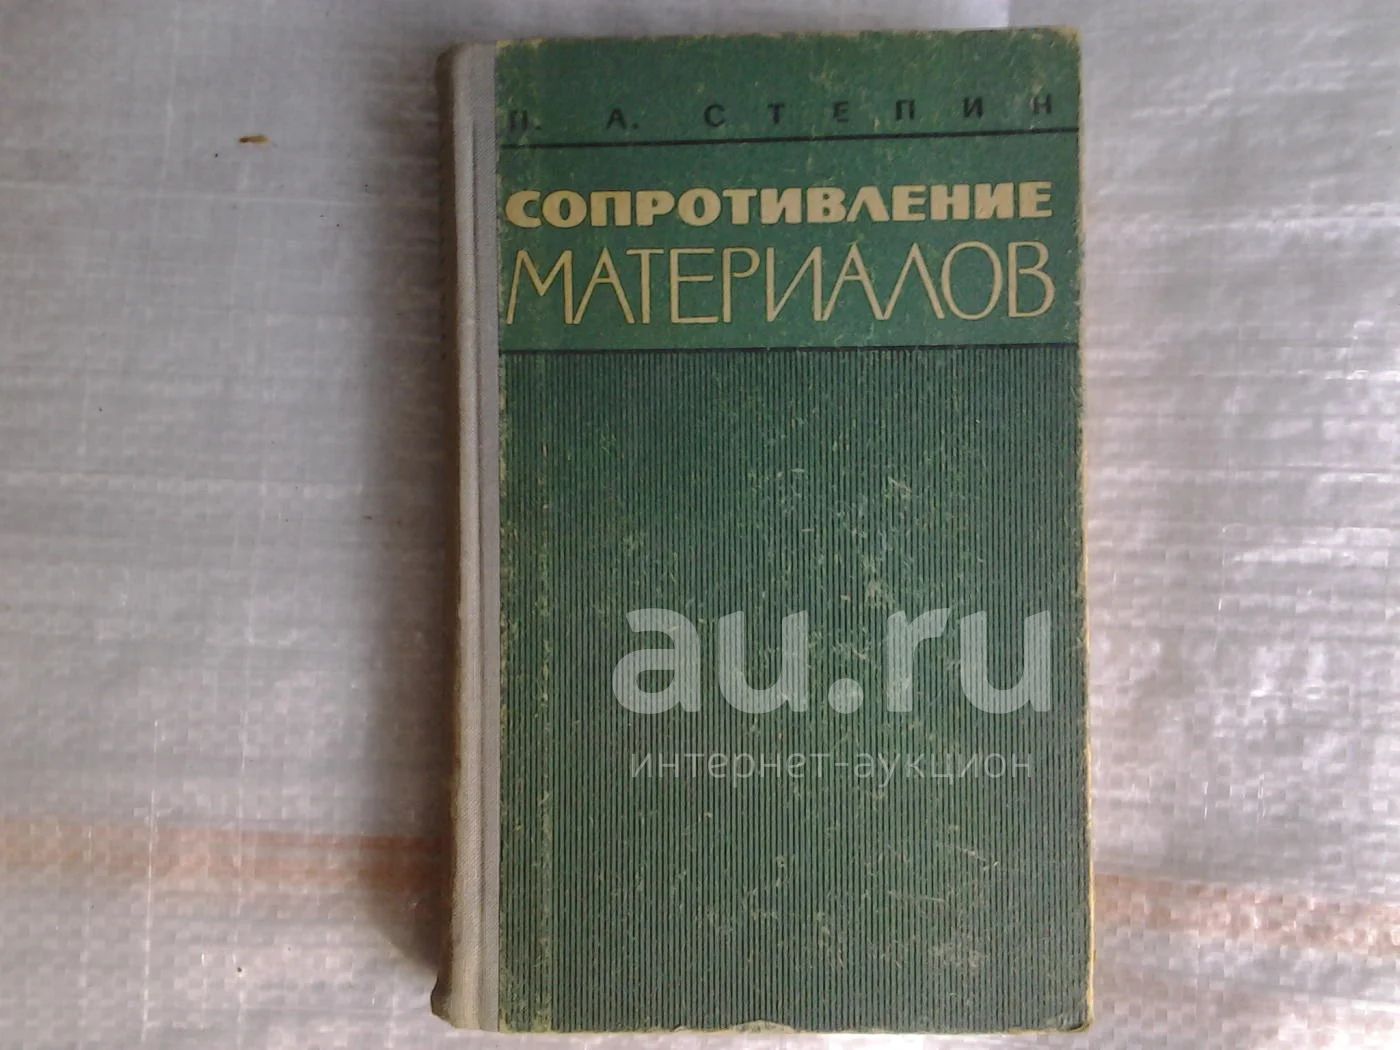 П. А. СТЕПИН
СОПРОТИВЛЕНИЕ
МАТЕРИАЛОВ
au.ru
интернет-аукцион